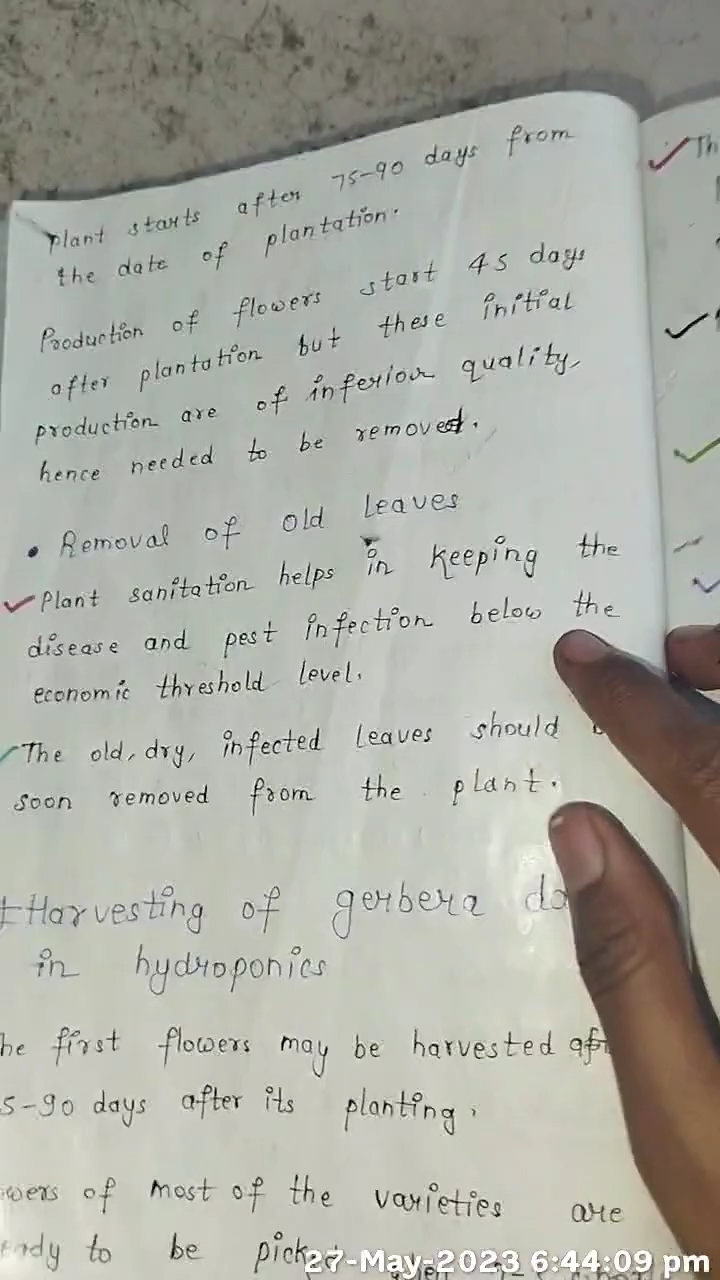 plant starts after 75-90 days from
the date of plantation.
Production of flowers start 45 days
after plantation but these initial
production are of inferior quality,
hence needed to be removed.
• Removal of old leaves
Plant sanitation helps in keeping the
disease and pest infection below the
economic threshold level.
The old, dry, infected leaves should
soon removed from the plant.
Harvesting of gerbera
in hydroponics
first flowers may be harvested
5-90 days after its planting.
of most of the varieties are
to be
27-May-2023 6:44:09 pm
Th